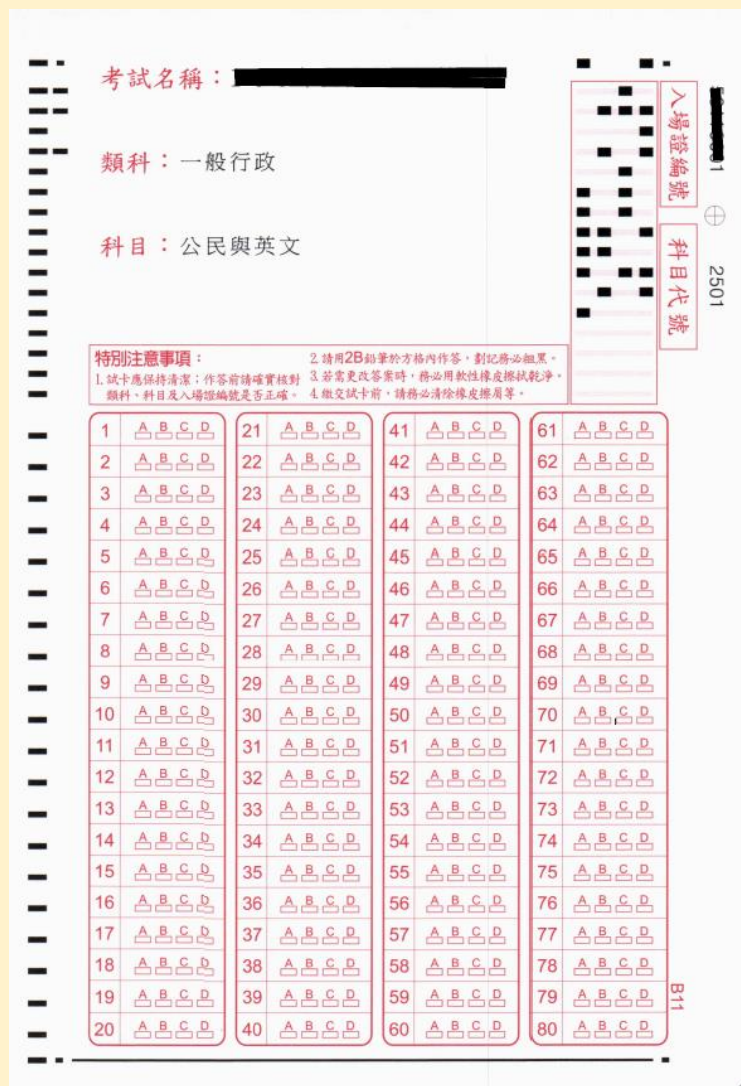 考試名稱：
類科：一般行政
科目：公民與英文
入場證編號
科目代號
2501
特別注意事項：
1. 試卡應保持清潔；作答前請確實核對
類科、科目及入場證編號是否正確。
2. 請用2B鉛筆於方格內作答，劃記務必粗黑。
3. 若需更改答案時，務必用軟性橡皮擦拭乾淨。
4. 繳交試卡前，請務必清除橡皮擦屑等。
1 A B C D 21 A B C D 41 A B C D 61 A B C D
2 A B C D 22 A B C D 42 A B C D 62 A B C D
3 A B C D 23 A B C D 43 A B C D 63 A B C D
4 A B C D 24 A B C D 44 A B C D 64 A B C D
5 A B C D 25 A B C D 45 A B C D 65 A B C D
6 A B C D 26 A B C D 46 A B C D 66 A B C D
7 A B C D 27 A B C D 47 A B C D 67 A B C D
8 A B C D 28 A B C D 48 A B C D 68 A B C D
9 A B C D 29 A B C D 49 A B C D 69 A B C D
10 A B C D 30 A B C D 50 A B C D 70 A B C D
11 A B C D 31 A B C D 51 A B C D 71 A B C D
12 A B C D 32 A B C D 52 A B C D 72 A B C D
13 A B C D 33 A B C D 53 A B C D 73 A B C D
14 A B C D 34 A B C D 54 A B C D 74 A B C D
15 A B C D 35 A B C D 55 A B C D 75 A B C D
16 A B C D 36 A B C D 56 A B C D 76 A B C D
17 A B C D 37 A B C D 57 A B C D 77 A B C D
18 A B C D 38 A B C D 58 A B C D 78 A B C D
19 A B C D 39 A B C D 59 A B C D 79 A B C D
20 A B C D 40 A B C D 60 A B C D 80 A B C D
B11